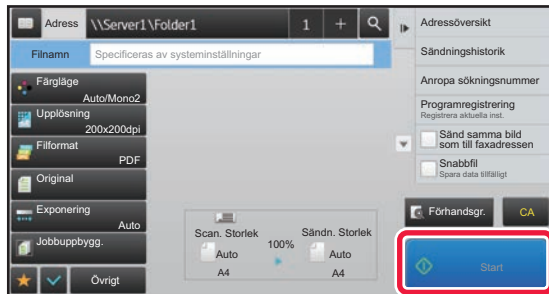 Adress
\\Server1\Folder1
1
+
Filnamn
Specificeras av systeminställningar
Färgläge
Auto/Mono2
Upplösning
200x200dpi
Filformat
PDF
Original
Exponering
Auto
Jobbuppbygg.
Övrigt
Scan. Storlek
Auto
A4
100%
Sändn. Storlek
Auto
A4
Adressöversikt
Sändningshistorik
Anropa sökningsnummer
Programregistrering
Registrera aktuella inst.
Sänd samma bild
som till faxadressen
Snabbfil
Spara data tillfälligt
Förhandsgr.
CA
Start